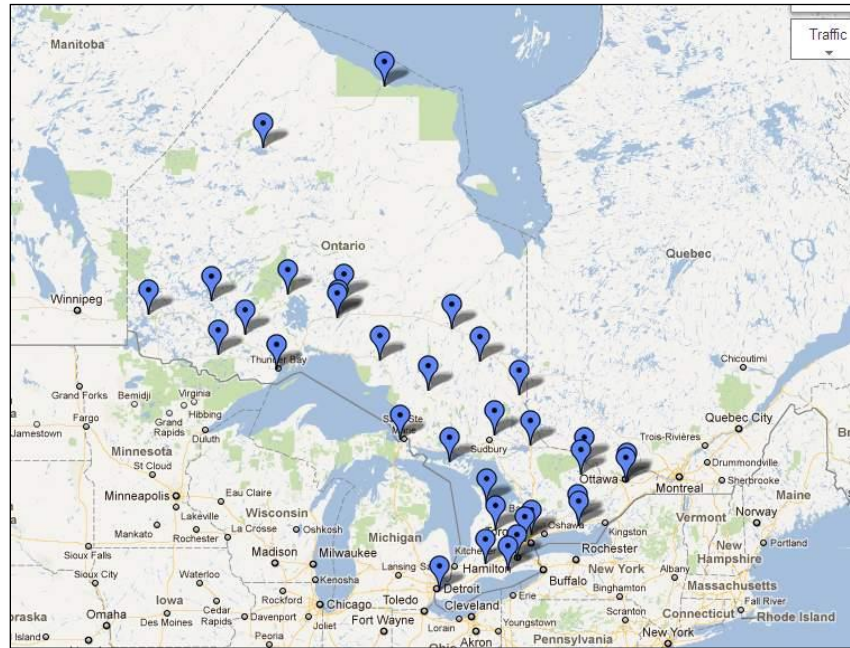 Manitoba
Traffic
Ontario
Quebec
Winnipeg
Thunder Bay
Chicoutimi
Grand Forks
Bemidji
Virginia
Hibbing
Fargo
Grand
Rapids
Jamestown
Duluth
Sudbury
Quebec City
Trois-Rivières
Minnesota
St Cloud
Ottawa
Drummondville
Montreal
Sherbrooke
Maine
Minneapolis
Eau Claire
Wisconsin
Vermont
Norway
Mankato
Rochester
La Crosse
Oshkosh
Michigan
Oshawa
Kingston
Portland
Sioux Falls
Madison
Milwaukee
Lansing
Hamilton
Rochester
New York
New
Hampshire
Sioux City
Waterloo
Kenosha
Detroit
Buffalo
Albany
Massachusetts
Iowa
Cedar
Rapids
Rockford
Chicago
Toledo
Erie
Binghamton
Connecticut
Fall River
Rhode Island
Omaha
Des Moines
Davenport
Joliet
Fort Wayne
Cleveland
Lorain
Youngstown
Scranton
Island
Peoria
Akron
Pennsylvania
New York